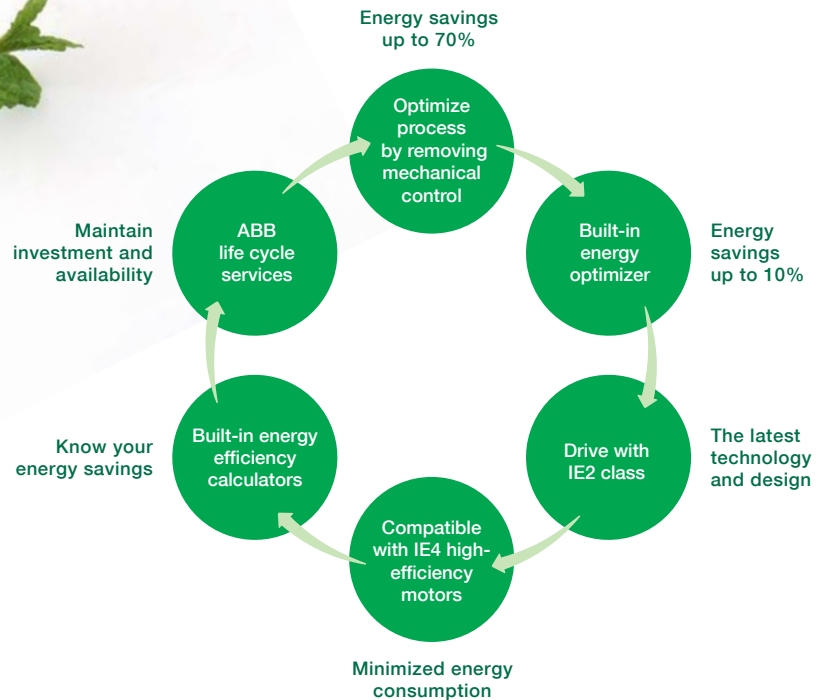 Energy savings
up to 70%
Optimize
process
by removing
mechanical
control
Built-in
energy
optimizer
Energy
savings
up to 10%
Drive with
IE2 class
The latest
technology
and design
Compatible
with IE4 high-
efficiency
motors
Minimized energy
consumption
Built-in energy
efficiency
calculators
Know your
energy savings
ABB
life cycle
services
Maintain
investment and
availability